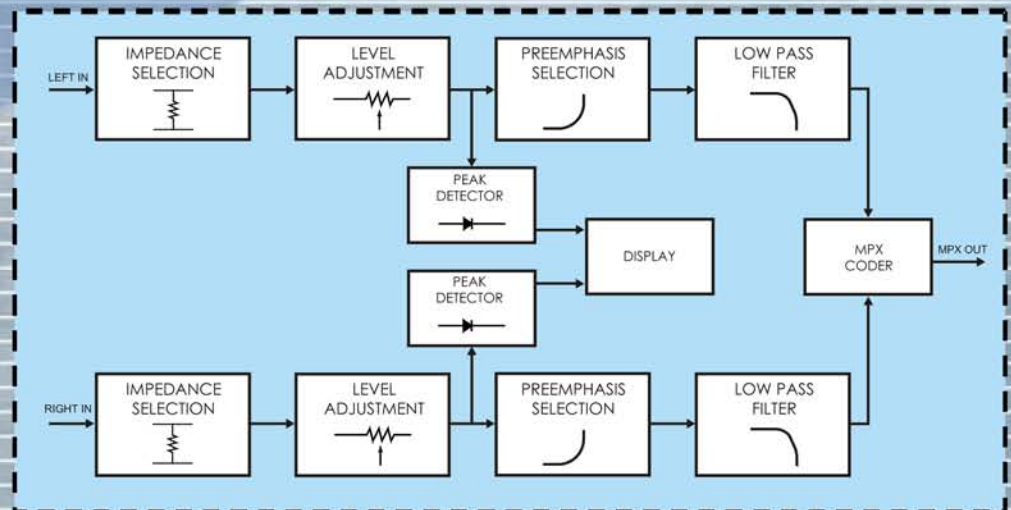 IMPEDANCE
SELECTION
LEVEL
ADJUSTMENT
PREEMPHASIS
SELECTION
LOW PASS
FILTER
LEFT IN
PEAK
DETECTOR
DISPLAY
MPX
CODER
MPX OUT
PEAK
DETECTOR
IMPEDANCE
SELECTION
LEVEL
ADJUSTMENT
PREEMPHASIS
SELECTION
LOW PASS
FILTER
RIGHT IN